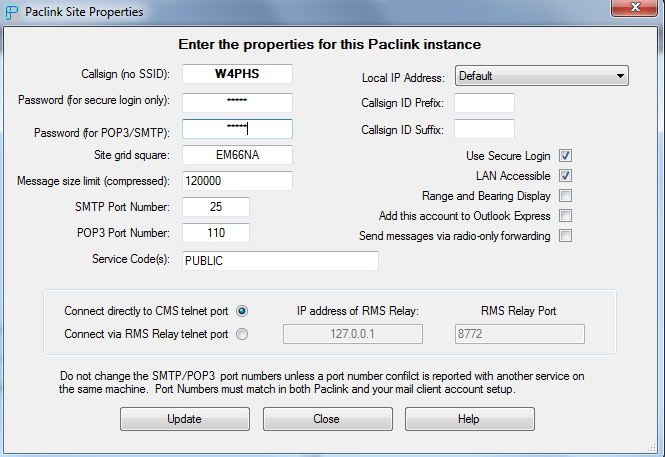 Paclink Site Properties
Enter the properties for this Paclink instance
Callsign (no SSID): W4PHS
Password (for secure login only): *****
Password (for POP3/SMTP): *****
Site grid square: EM66NA
Message size limit (compressed): 120000
SMTP Port Number: 25
POP3 Port Number: 110
Service Code(s): PUBLIC
Local IP Address: Default
Callsign ID Prefix:
Callsign ID Suffix:
Use Secure Login
LAN Accessible
Range and Bearing Display
Add this account to Outlook Express
Send messages via radio-only forwarding
Connect directly to CMS telnet port
Connect via RMS Relay telnet port
IP address of RMS Relay:
127.0.0.1
RMS Relay Port
8772
Do not change the SMTP/POP3 port numbers unless a port number confilct is reported with another service on
the same machine. Port Numbers must match in both Paclink and your mail client account setup.
Update
Close
Help